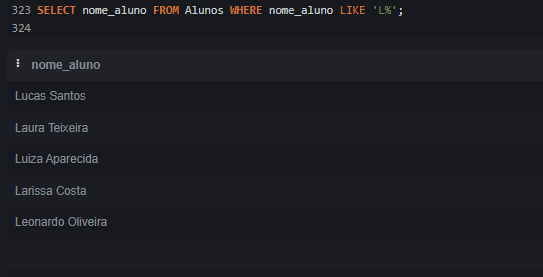 323 SELECT nome_aluno FROM Alunos WHERE nome_aluno LIKE 'L%';
324
nome_aluno
Lucas Santos
Laura Teixeira
Luiza Aparecida
Larissa Costa
Leonardo Oliveira